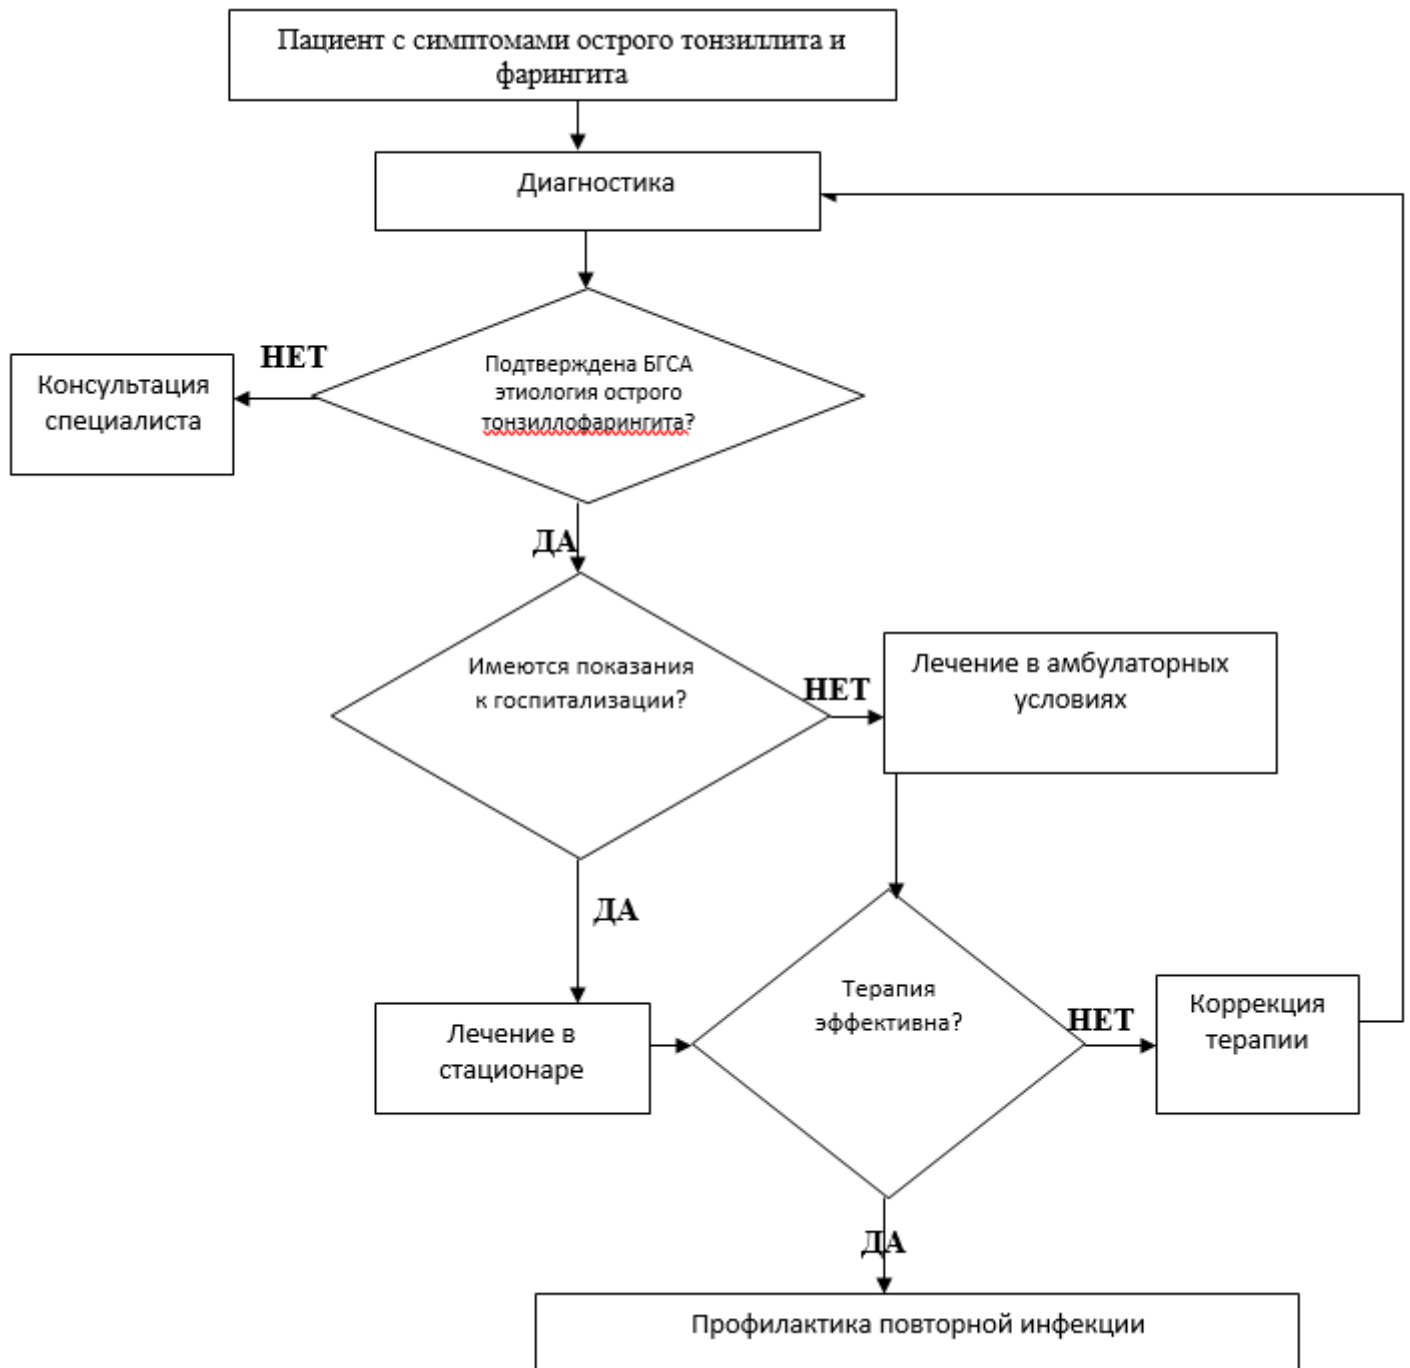 Пациент с симптомами острого тонзиллита и
фарингита
Диагностика
НЕТ
Подтверждена БГСА
этиология острого
тонзиллофарингита?
Консультация
специалиста
ДА
Имеются показания
к госпитализации?
НЕТ
Лечение в амбулаторных
условиях
ДА
Терапия
эффективна?
НЕТ
Коррекция
терапии
Лечение в
стационаре
ДА
Профилактика повторной инфекции